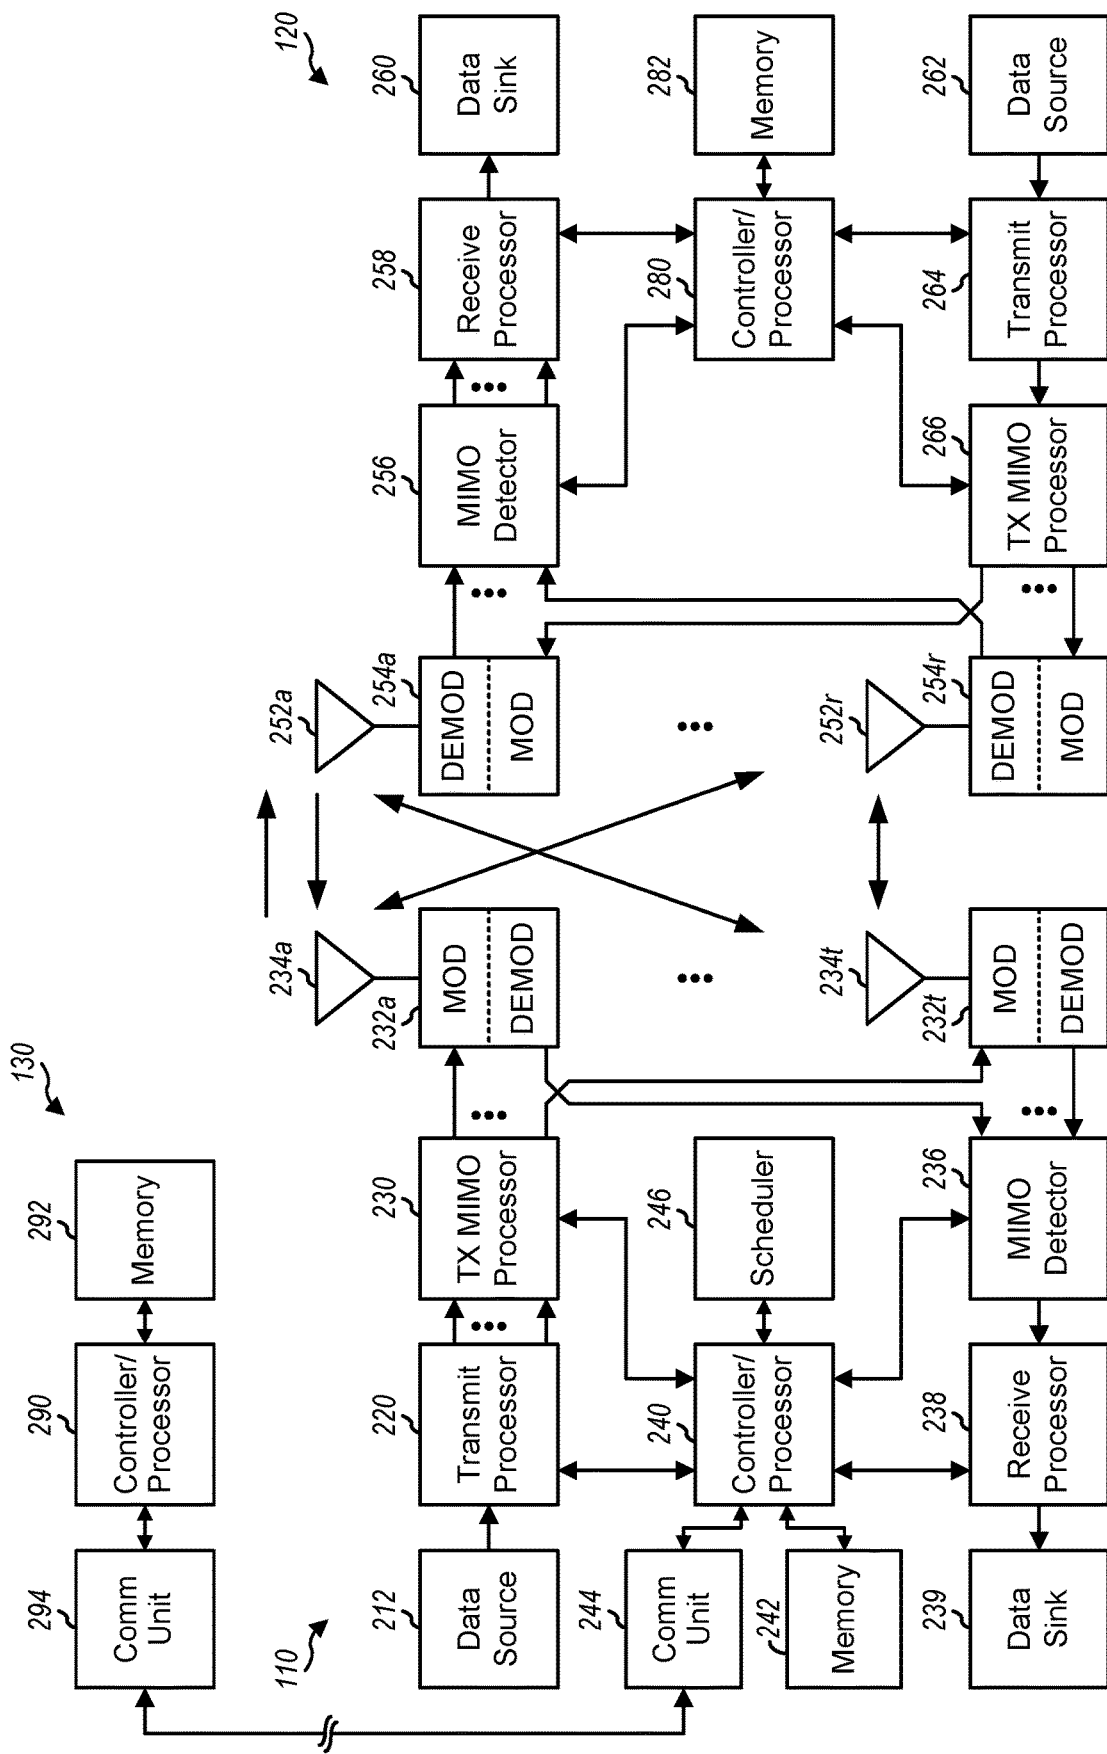 130
294
Comm
Unit
290
Controller/
Processor
292
Memory
110
120
212
Data
Source
220
Transmit
Processor
230
TX MIMO
Processor
232a
MOD
DEMOD
234a
252a
254a
DEMOD
MOD
256
MIMO
Detector
258
Receive
Processor
260
Data
Sink
244
Comm
Unit
242
Memory
240
Controller/
Processor
246
Scheduler
280
Controller/
Processor
282
Memory
239
Data
Sink
238
Receive
Processor
236
MIMO
Detector
232t
MOD
DEMOD
234t
252r
254r
DEMOD
MOD
266
TX MIMO
Processor
264
Transmit
Processor
262
Data
Source